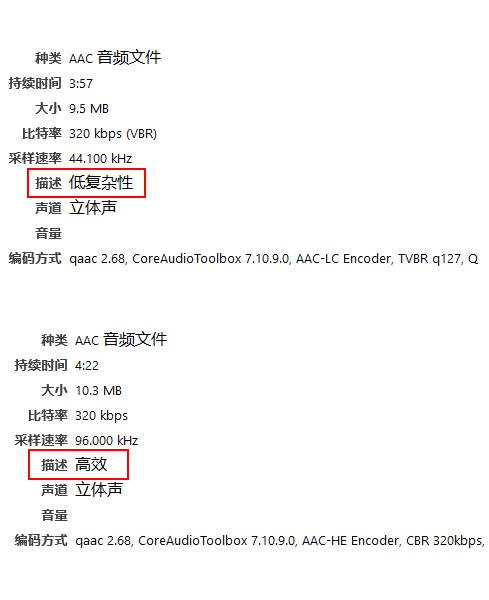 种类 AAC 音频文件
持续时间 3:57
大小 9.5 MB
比特率 320 kbps (VBR)
采样速率 44.100 kHz
描述 低复杂性
声道 立体声
音量
编码方式 qaac 2.68, CoreAudioToolbox 7.10.9.0, AAC-LC Encoder, TVBR q127, Q
种类 AAC 音频文件
持续时间 4:22
大小 10.3 MB
比特率 320 kbps
采样速率 96.000 kHz
描述 高效
声道 立体声
音量
编码方式 qaac 2.68, CoreAudioToolbox 7.10.9.0, AAC-HE Encoder, CBR 320kbps,